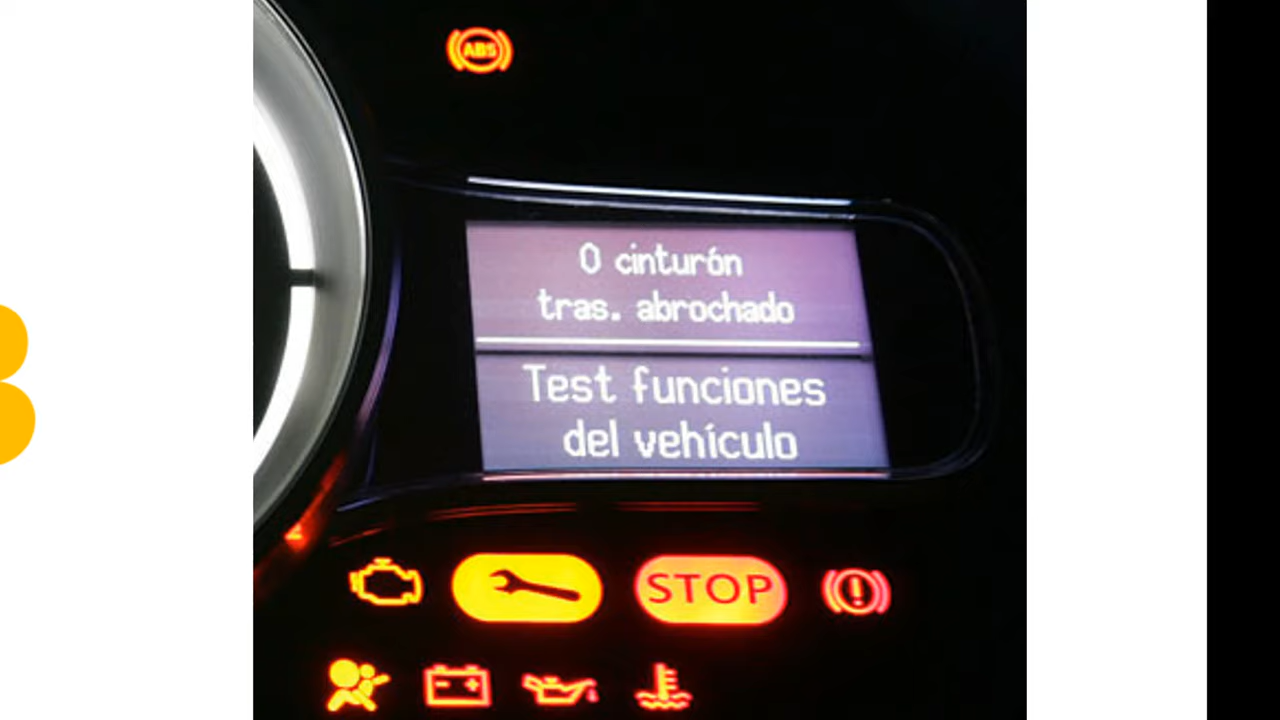 ABS
0 cinturón
tras. abrochado
Test funciones
del vehículo
STOP